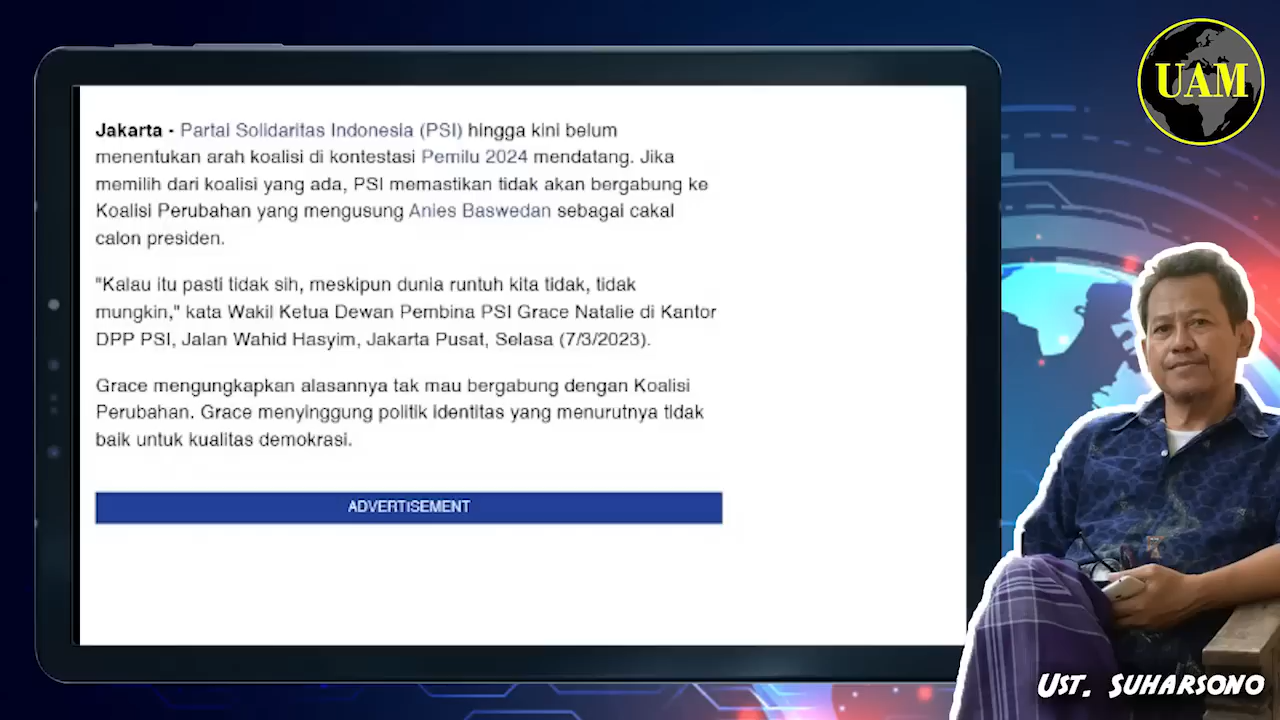 UAM
Jakarta - Partai Solidaritas Indonesia (PSI) hingga kini belum
menentukan arah koalisi di kontestasi Pemilu 2024 mendatang. Jika
memilih dari koalisi yang ada, PSI memastikan tidak akan bergabung ke
Koalisi Perubahan yang mengusung Anies Baswedan sebagai cakal
calon presiden.
"Kalau itu pasti tidak sih, meskipun dunia runtuh kita tidak, tidak
mungkin," kata Wakil Ketua Dewan Pembina PSI Grace Natalie di Kantor
DPP PSI, Jalan Wahid Hasyim, Jakarta Pusat, Selasa (7/3/2023).
Grace mengungkapkan alasannya tak mau bergabung dengan Koalisi
Perubahan. Grace menyinggung politik identitas yang menurutnya tidak
baik untuk kualitas demokrasi.
ADVERTISEMENT
UST. SUHARSONO